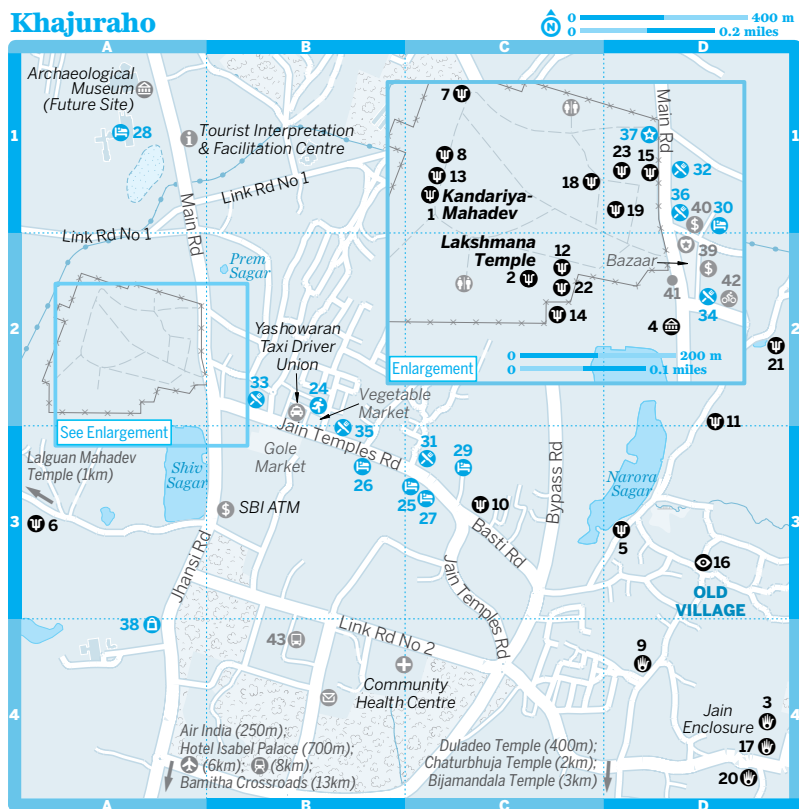 Khajuraho
N
0 400 m
0 0.2 miles
A B C D
1
2
3
4
1
2
3
4
A B C D
Archaeological
Museum
(Future Site)
28
Tourist Interpretation
& Facilitation Centre
Link Rd No 1
Link Rd No 1
Main Rd
Prem
Sagar
Yashowaran
Taxi Driver
Union
33
24
Vegetable
Market
35
See Enlargement
Jain Temples Rd
Gole
Market
Lalguan Mahadev
Temple (1km)
Shiv
Sagar
SBI ATM
6
26
31
29
25
27
10
Basti Rd
Bypass Rd
Jain Temples Rd
Jhansi Rd
38
43
Link Rd No 2
Community
Health Centre
Air India (250m);
Hotel Isabel Palace (700m);
(6km); (8km);
Bamitha Crossroads (13km)
Duladeo Temple (400m);
Chaturbhuja Temple (2km);
Bijamandala Temple (3km)
7
8
13
Kandariya-
1 Mahadev
Lakshmana
Temple
2
12
22
14
18
19
23
15
37
Main Rd
32
36
40
30
39
Bazaar
42
41
34
4
Enlargement
0 200 m
0 0.1 miles
21
11
Narora
Sagar
5
16
OLD
VILLAGE
9
3
Jain
Enclosure
17
20